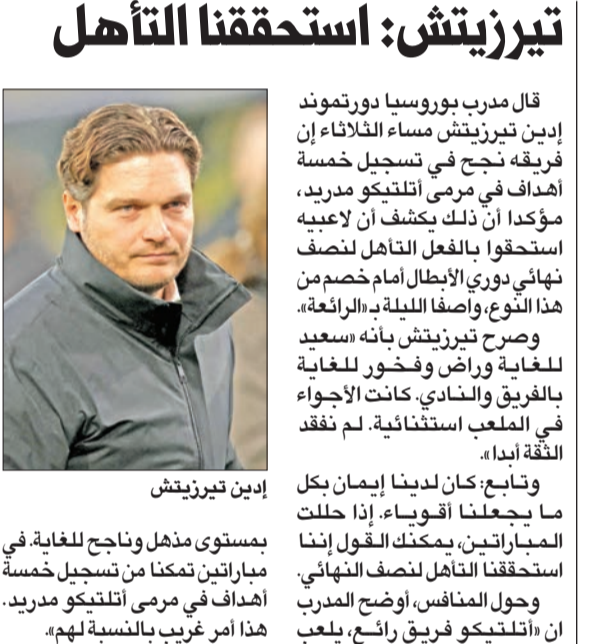 تيرزيتش: استحققنا التأهل
قال مدرب بوروسيا دورتموند
إدين تيرزيتش مساء الثلاثاء إن
فريقه نجح في تسجيل خمسة
أهداف في مرمى أتلتيكو مدريد،
مؤكدا أن ذلك يكشف أن لاعبيه
استحقوا بالفعل التأهل لنصف
نهائي دوري الأبطال أمام خصم من
هذا النوع، واصفا الليلة بـ«الرائعة».
وصرح تيرزيتش بأنه «سعيد
للغاية وراض وفخور للغاية
بالفريق والنادي. كانت الأجواء
في الملعب استثنائية. لم نفقد
الثقة أبدا».
وتابع: كان لدينا إيمان بكل
ما يجعلنا أقوياء. إذا حللت
المباراتين، يمكنك القول إننا
استحققنا التأهل لنصف النهائي.
وحول المنافس، أوضح المدرب
ان «أتلتيكو فريق رائع، يلعب
إدين تيرزيتش
بمستوى مذهل وناجح للغاية. في
مباراتين تمكنا من تسجيل خمسة
أهداف في مرمى أتلتيكو مدريد.
هذا أمر غريب بالنسبة لهم».